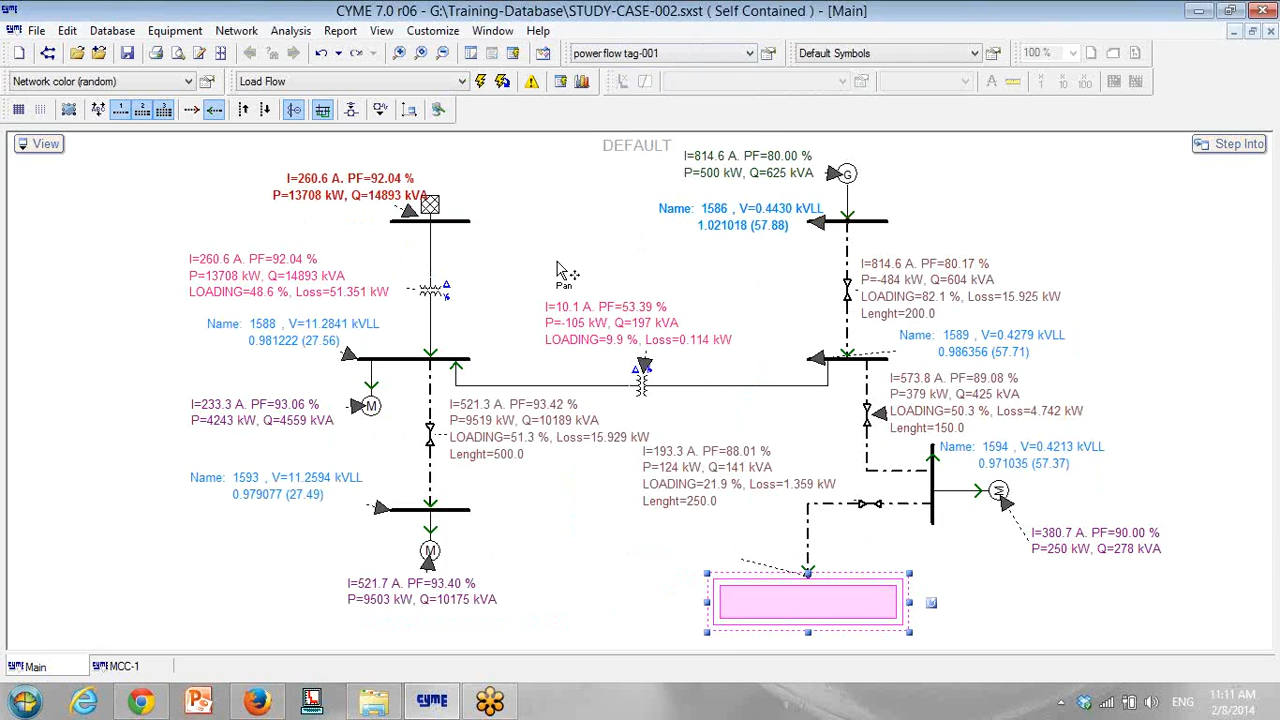 CYME 7.0 r06 - G:\Training-Database\STUDY-CASE-002.sxst ( Self Contained ) - [Main]
File Edit Database Equipment Network Analysis Report View Customize Window Help
power flow tag-001 Default Symbols 100 %
Network color (random) Load Flow
View
DEFAULT
Step Into
I=260.6 A. PF=92.04 %
P=13708 kW, Q=14893 kVA
I=814.6 A. PF=80.00 %
P=500 kW, Q=625 kVA
G
Name: 1586 , V=0.4430 kVLL
1.021018 (57.88)
I=260.6 A. PF=92.04 %
P=13708 kW, Q=14893 kVA
LOADING=48.6 %, Loss=51.351 kW
I=814.6 A. PF=80.17 %
P=-484 kW, Q=604 kVA
LOADING=82.1 %, Loss=15.925 kW
Lenght=200.0
Pan
I=10.1 A. PF=53.39 %
P=-105 kW, Q=197 kVA
LOADING=9.9 %, Loss=0.114 kW
Name: 1588 , V=11.2841 kVLL
0.981222 (27.56)
Name: 1589 , V=0.4279 kVLL
0.986356 (57.71)
I=233.3 A. PF=93.06 %
P=4243 kW, Q=4559 kVA
M
I=521.3 A. PF=93.42 %
P=9519 kW, Q=10189 kVA
LOADING=51.3 %, Loss=15.929 kW
Lenght=500.0
I=573.8 A. PF=89.08 %
P=379 kW, Q=425 kVA
LOADING=50.3 %, Loss=4.742 kW
Lenght=150.0
Name: 1593 , V=11.2594 kVLL
0.979077 (27.49)
I=193.3 A. PF=88.01 %
P=124 kW, Q=141 kVA
LOADING=21.9 %, Loss=1.359 kW
Lenght=250.0
Name: 1594 , V=0.4213 kVLL
0.971035 (57.37)
M
I=380.7 A. PF=90.00 %
P=250 kW, Q=278 kVA
M
I=521.7 A. PF=93.40 %
P=9503 kW, Q=10175 kVA
Main MCC-1
CYME
ENG
11:11 AM
2/8/2014